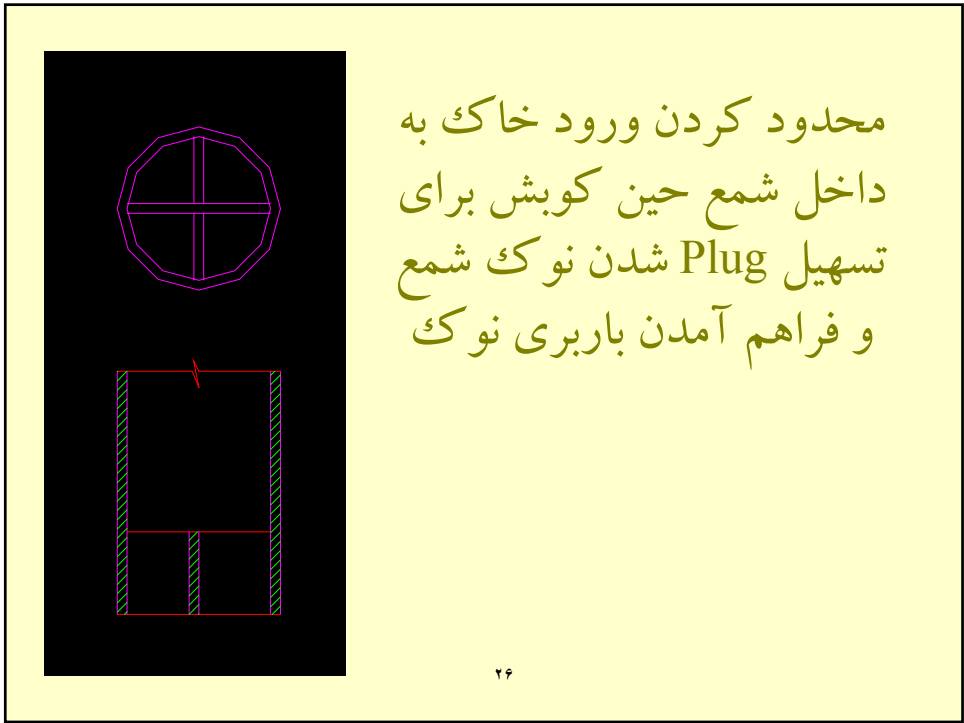 محدود کردن ورود خاک به
داخل شمع حین کوبش برای
تسهیل Plug شدن نوک شمع
و فراهم آمدن باربری نوک
۲۶